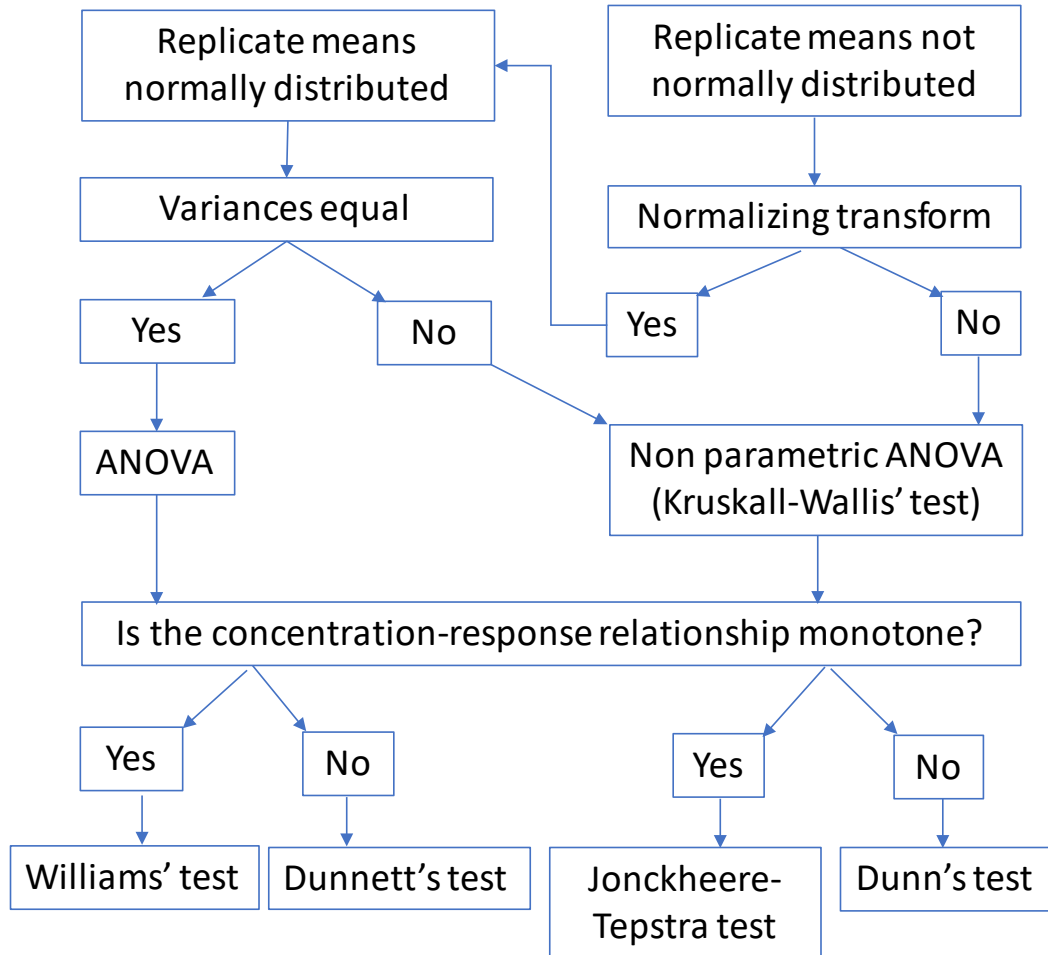 Replicate means
normally distributed
Replicate means not
normally distributed
Variances equal
Normalizing transform
Yes
No
Yes
No
ANOVA
Non parametric ANOVA
(Kruskall-Wallis’ test)
Is the concentration-response relationship monotone?
Yes
No
Yes
No
Williams’ test
Dunnett’s test
Jonckheere-
Tepstra test
Dunn’s test